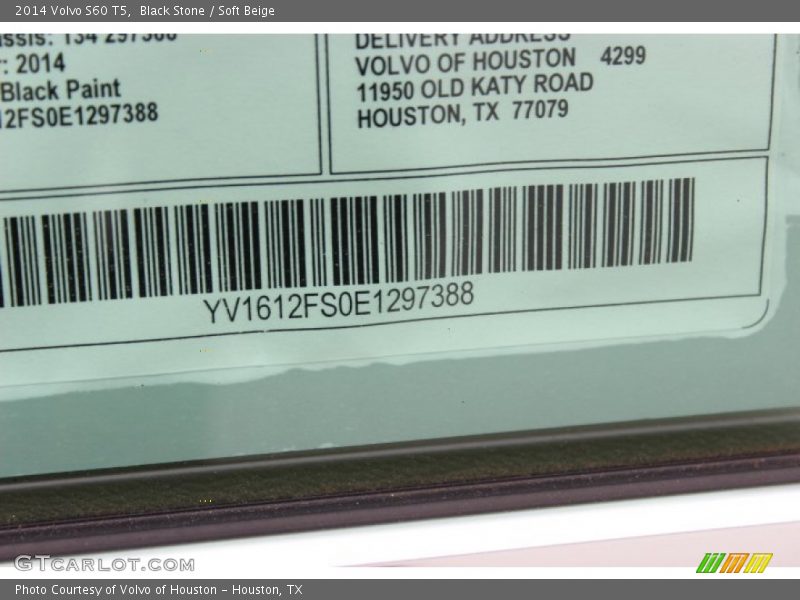 2014 Volvo S60 T5, Black Stone / Soft Beige
DELIVERY ADDRESS
: 2014
VOLVO OF HOUSTON 4299
Black Paint
11950 OLD KATY ROAD
12FS0E1297388
HOUSTON, TX 77079
YV1612FS0E1297388
GTCARLOT.COM
Photo Courtesy of Volvo of Houston - Houston, TX